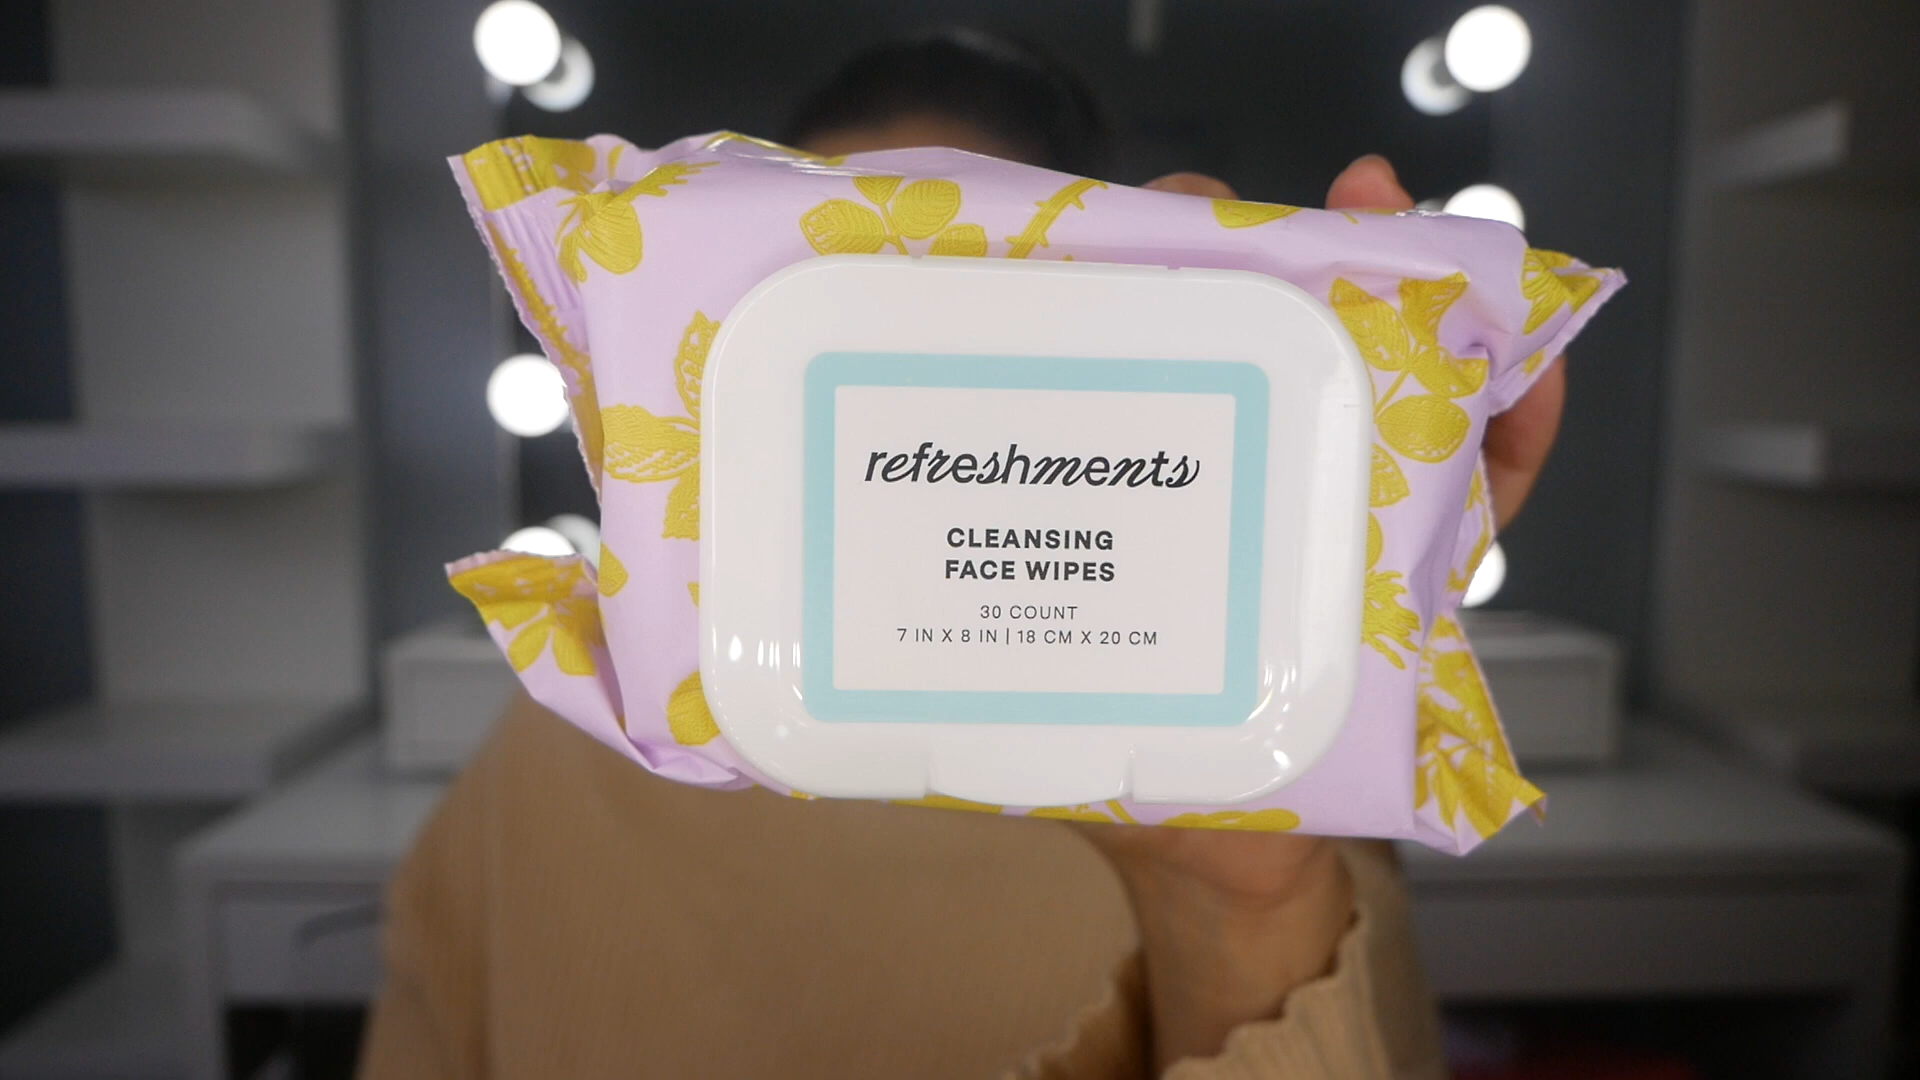 refreshments
CLEANSING
FACE WIPES
30 COUNT
7 IN X 8 IN | 18 CM X 20 CM